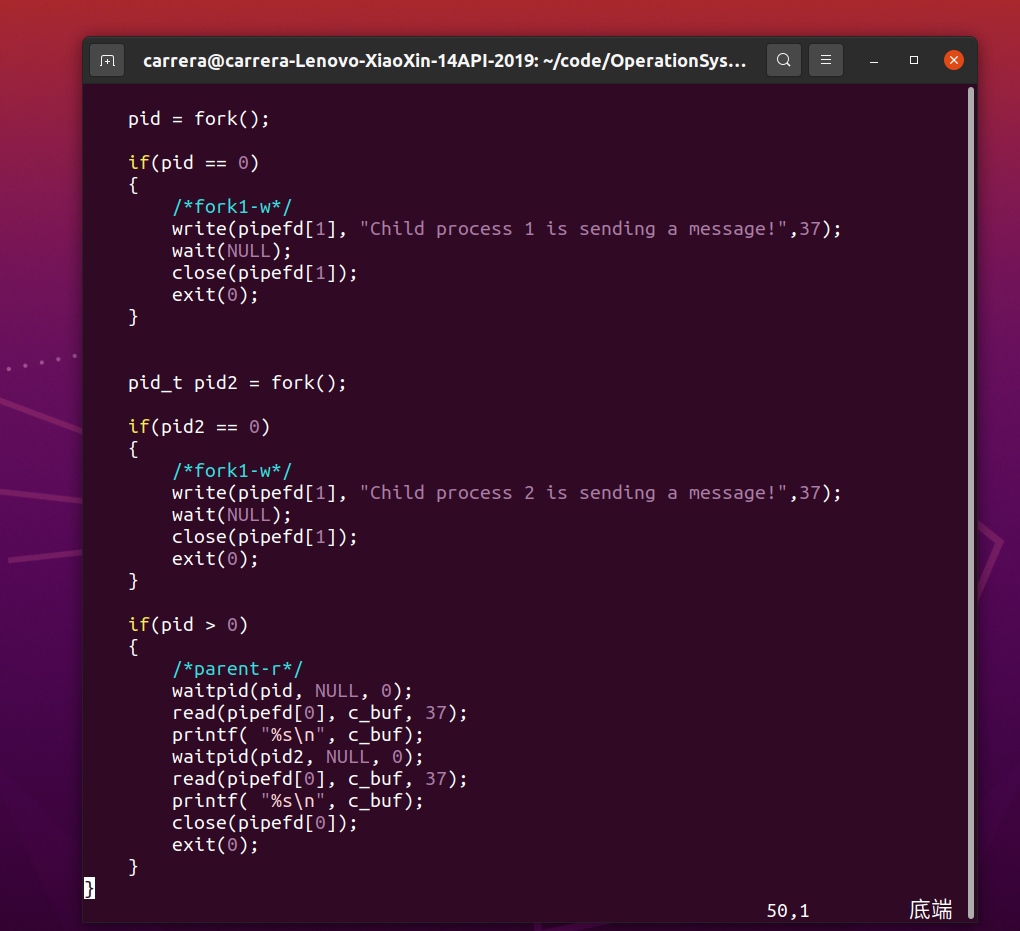 carrera@carrera-Lenovo-XiaoXin-14API-2019: ~/code/OperationSys...
pid = fork();
if(pid == 0)
{
/*fork1-w*/
write(pipefd[1], "Child process 1 is sending a message!",37);
wait(NULL);
close(pipefd[1]);
exit(0);
}
pid_t pid2 = fork();
if(pid2 == 0)
{
/*fork1-w*/
write(pipefd[1], "Child process 2 is sending a message!",37);
wait(NULL);
close(pipefd[1]);
exit(0);
}
if(pid > 0)
{
/*parent-r*/
waitpid(pid, NULL, 0);
read(pipefd[0], c_buf, 37);
printf( "%s\n", c_buf);
waitpid(pid2, NULL, 0);
read(pipefd[0], c_buf, 37);
printf( "%s\n", c_buf);
close(pipefd[0]);
exit(0);
}
}
50,1 底端